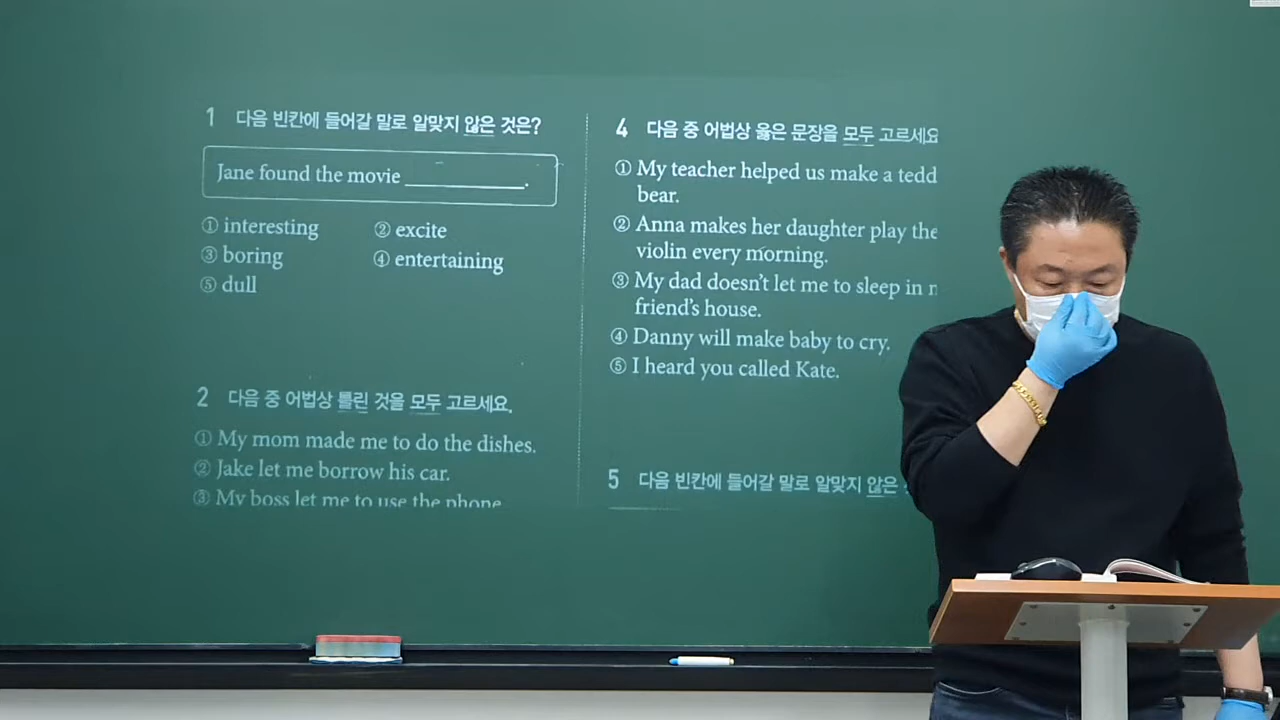 1 다음 빈칸에 들어갈 말로 알맞지 않은 것은?
Jane found the movie ____________.
① interesting ② excite
③ boring ④ entertaining
⑤ dull
2 다음 중 어법상 틀린 것을 모두 고르세요.
① My mom made me to do the dishes.
② Jake let me borrow his car.
③ My boss let me to use the phone
4 다음 중 어법상 옳은 문장을 모두 고르세요
① My teacher helped us make a tedd
bear.
② Anna makes her daughter play the
violin every morning.
③ My dad doesn't let me to sleep in
friend's house.
④ Danny will make baby to cry.
⑤ I heard you called Kate.
5 다음 빈칸에 들어갈 말로 알맞지 않은